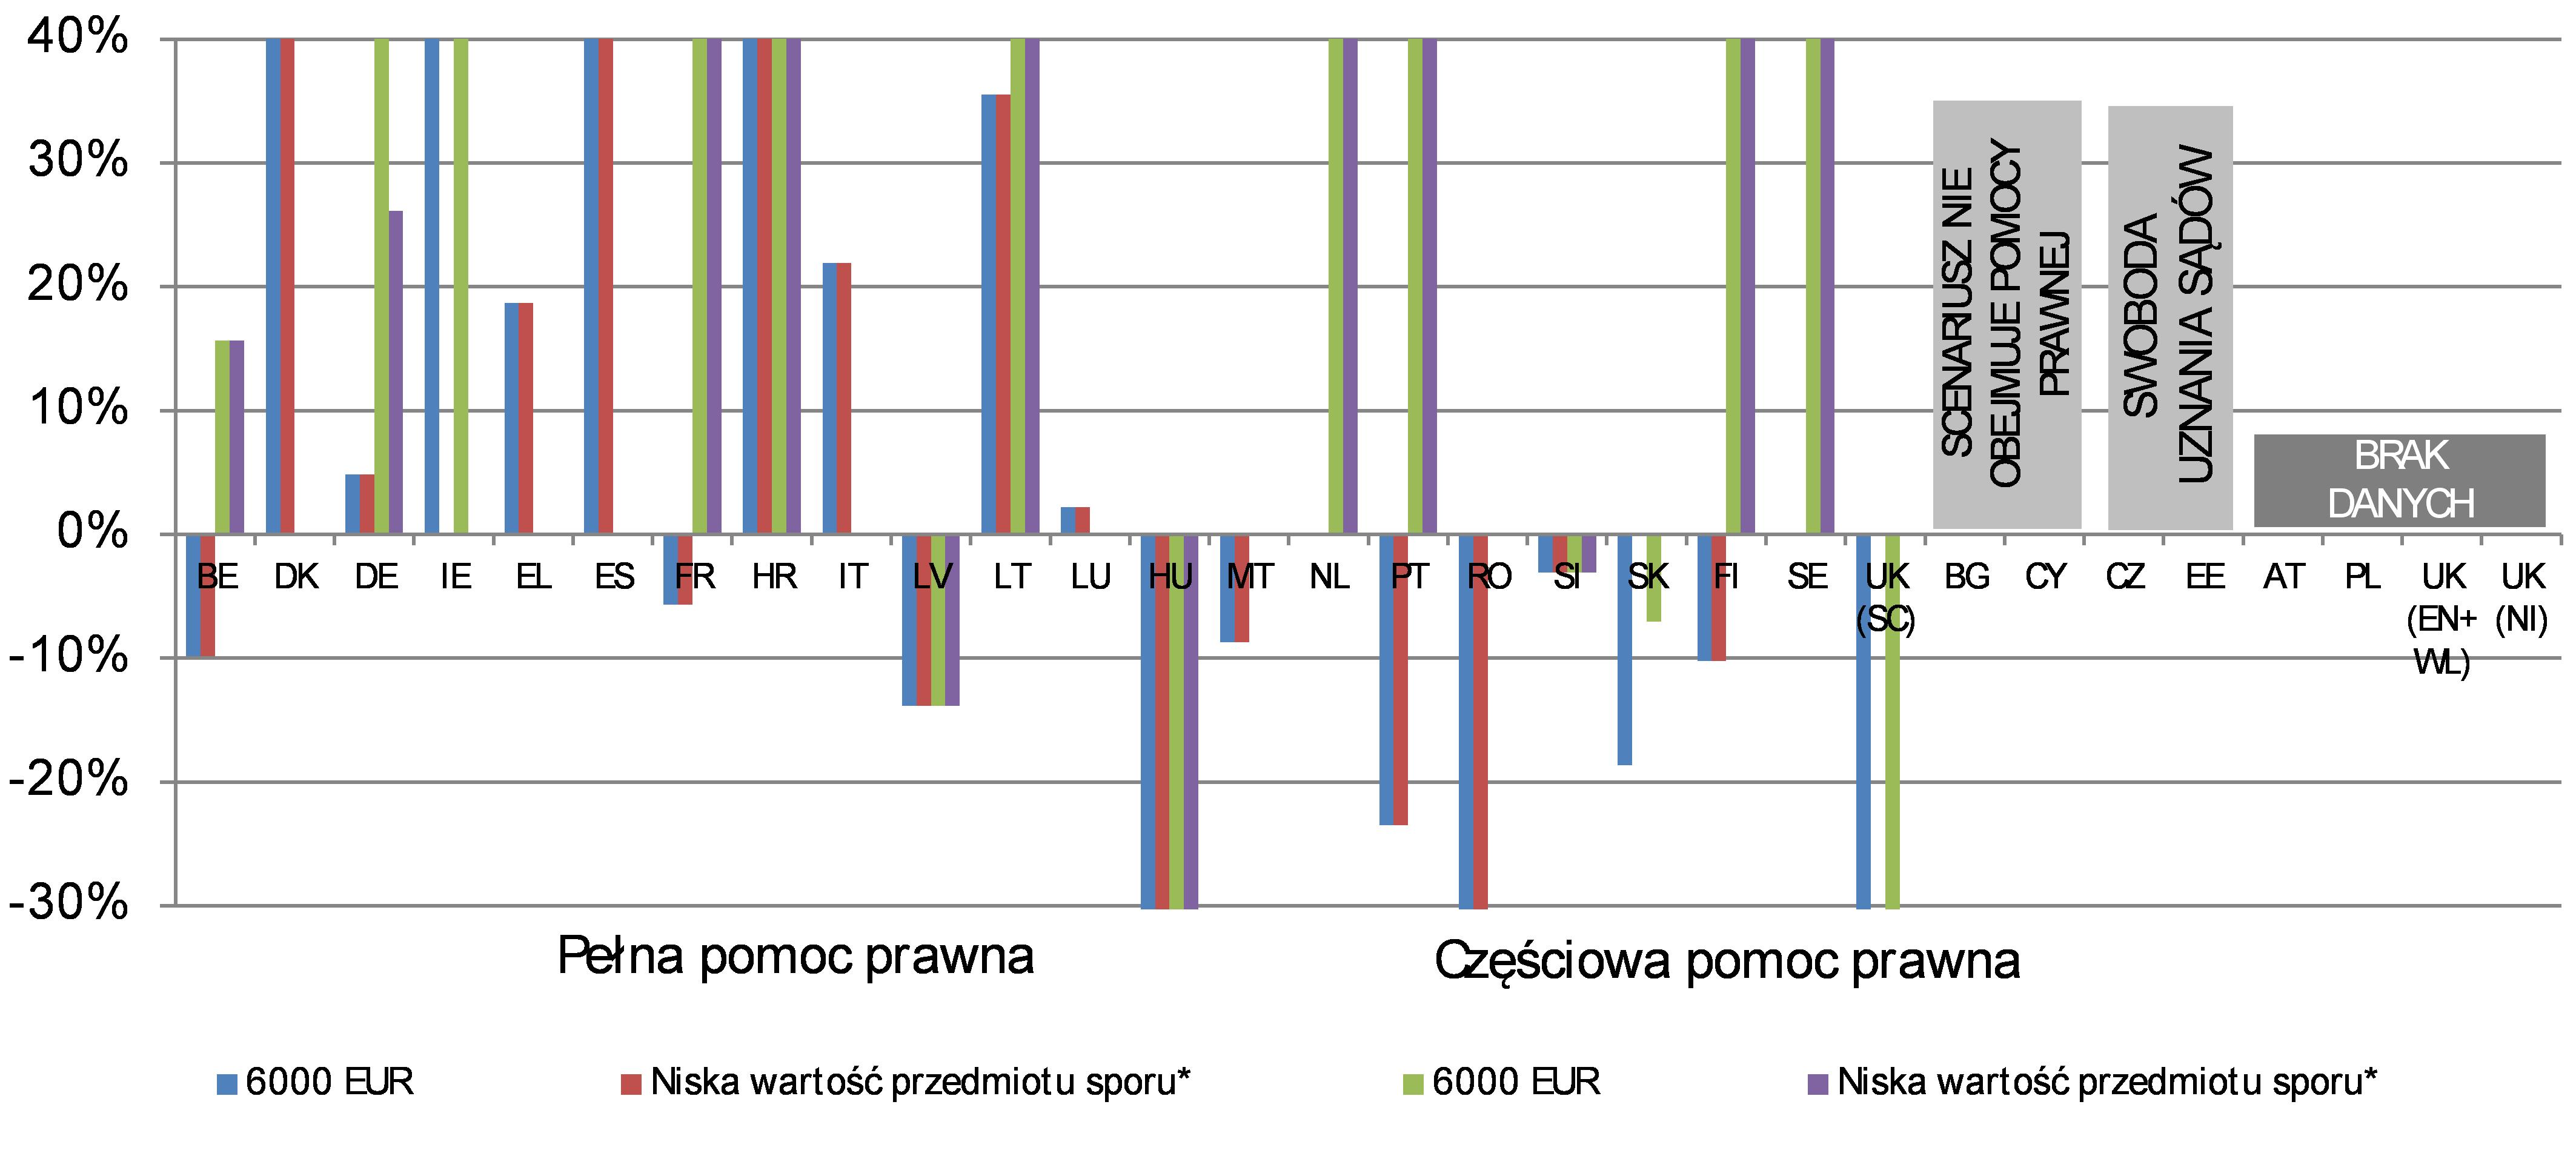 40%
30%
20%
10%
0%
-10%
-20%
-30%
SCENARIUSZ NIE
OBEJMUJE POMOCY
PRAWNEJ
SWOBODA
UZNANIA SĄDÓW
BRAK
DANYCH
BE DK DE IE EL ES FR HR IT LV LT LU HU MT NL PT RO SI SK FI SE UK BG CY CZ EE AT PL UK UK
(SC) (EN+ (NI)
WL)
Pełna pomoc prawna Częściowa pomoc prawna
6000 EUR Niska wartość przedmiotu sporu* 6000 EUR Niska wartość przedmiotu sporu*